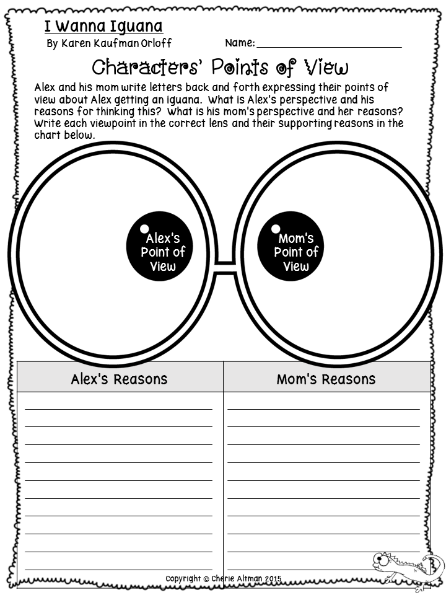 I Wanna Iguana
By Karen Kaufman Orloff Name:
Characters' Points of View
Alex and his mom write letters back and forth expressing their points of
view about Alex getting an iguana. What is Alex's perspective and his
reasons for thinking this? What is his mom's perspective and her reasons?
Write each viewpoint in the correct lens and their supporting reasons in the
chart below.
Alex's
Point of
View
Mom's
Point of
View
Alex's Reasons
Mom's Reasons
Copyright © Cherie Altman 2015